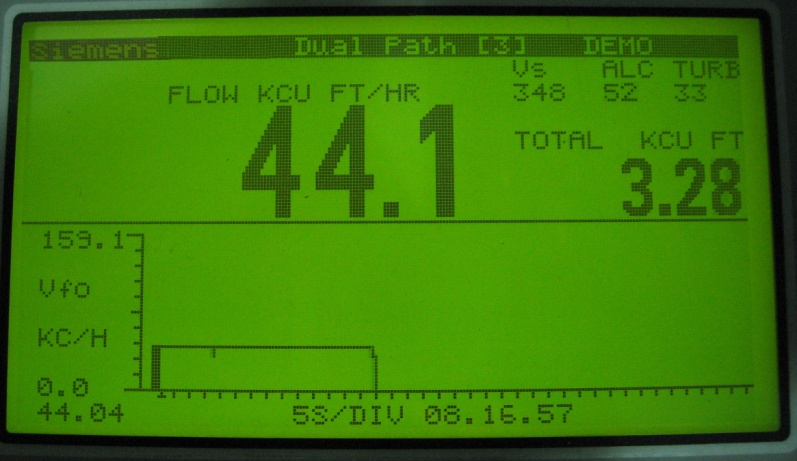 Siemens Dual Path [3] DEMO
Vs ALC TURB
348 52 33
FLOW KCU FT/HR
44.1
TOTAL KCU FT
3.28
159.1
Vfo
KC/H
0.0
44.04 5S/DIV 08.16.57